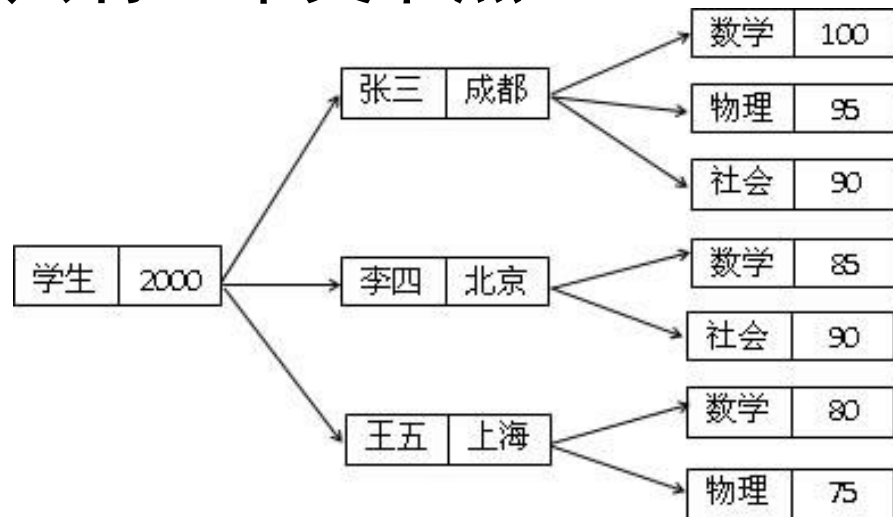 学生 2000
张三 成都
数学 100
物理 95
社会 90
李四 北京
数学 85
社会 90
王五 上海
数学 80
物理 75